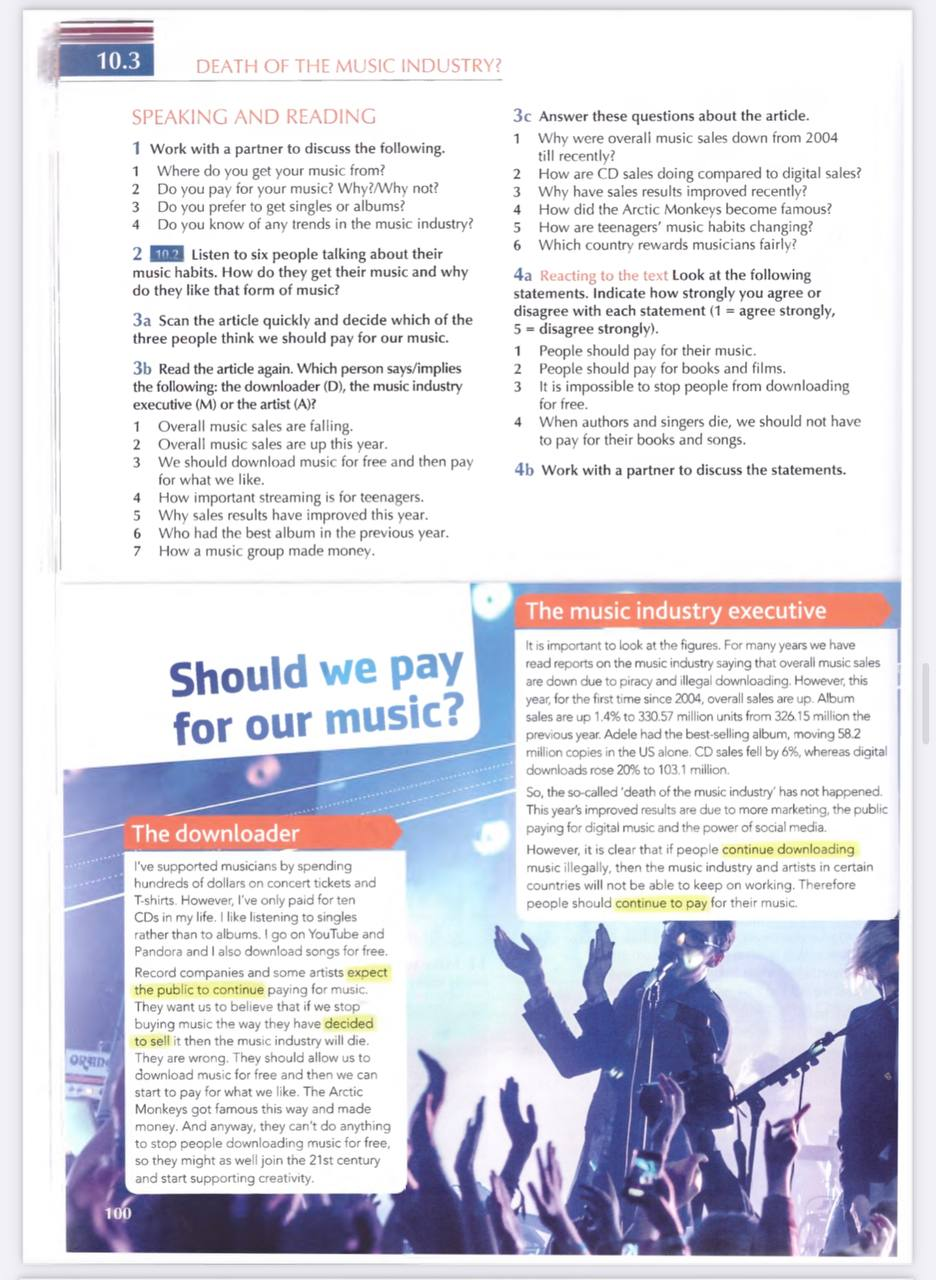 10.3
DEATH OF THE MUSIC INDUSTRY?
SPEAKING AND READING
1 Work with a partner to discuss the following.
1 Where do you get your music from?
2 Do you pay for your music? Why?/Why not?
3 Do you prefer to get singles or albums?
4 Do you know of any trends in the music industry?
2 10.2 Listen to six people talking about their
music habits. How do they get their music and why
do they like that form of music?
3a Scan the article quickly and decide which of the
three people think we should pay for our music.
3b Read the article again. Which person says/implies
the following: the downloader (D), the music industry
executive (M) or the artist (A)?
1 Overall music sales are falling.
2 Overall music sales are up this year.
3 We should download music for free and then pay
for what we like.
4 How important streaming is for teenagers.
5 Why sales results have improved this year.
6 Who had the best album in the previous year.
7 How a music group made money.
3c Answer these questions about the article.
1 Why were overall music sales down from 2004
till recently?
2 How are CD sales doing compared to digital sales?
3 Why have sales results improved recently?
4 How did the Arctic Monkeys become famous?
5 How are teenagers' music habits changing?
6 Which country rewards musicians fairly?
4a Reacting to the text Look at the following
statements. Indicate how strongly you agree or
disagree with each statement (1 = agree strongly,
5 = disagree strongly).
1 People should pay for their music.
2 People should pay for books and films.
3 It is impossible to stop people from downloading
for free.
4 When authors and singers die, we should not have
to pay for their books and songs.
4b Work with a partner to discuss the statements.
Should we pay
for our music?
The downloader
I've supported musicians by spending
hundreds of dollars on concert tickets and
T-shirts. However, I've only paid for ten
CDs in my life. I like listening to singles
rather than to albums. I go on YouTube and
Pandora and I also download songs for free.
Record companies and some artists expect
the public to continue paying for music.
They want us to believe that if we stop
buying music the way they have decided
to sell it then the music industry will die.
They are wrong. They should allow us to
download music for free and then we can
start to pay for what we like. The Arctic
Monkeys got famous this way and made
money. And anyway, they can't do anything
to stop people downloading music for free,
so they might as well join the 21st century
and start supporting creativity.
The music industry executive
It is important to look at the figures. For many years we have
read reports on the music industry saying that overall music sales
are down due to piracy and illegal downloading. However, this
year, for the first time since 2004, overall sales are up. Album
sales are up 1.4% to 330.57 million units from 326.15 million the
previous year. Adele had the best-selling album, moving 58.2
million copies in the US alone. CD sales fell by 6%, whereas digital
downloads rose 20% to 103.1 million.
So, the so-called 'death of the music industry' has not happened.
This year's improved results are due to more marketing, the public
paying for digital music and the power of social media.
However, it is clear that if people continue downloading
music illegally, then the music industry and artists in certain
countries will not be able to keep on working. Therefore
people should continue to pay for their music.
100